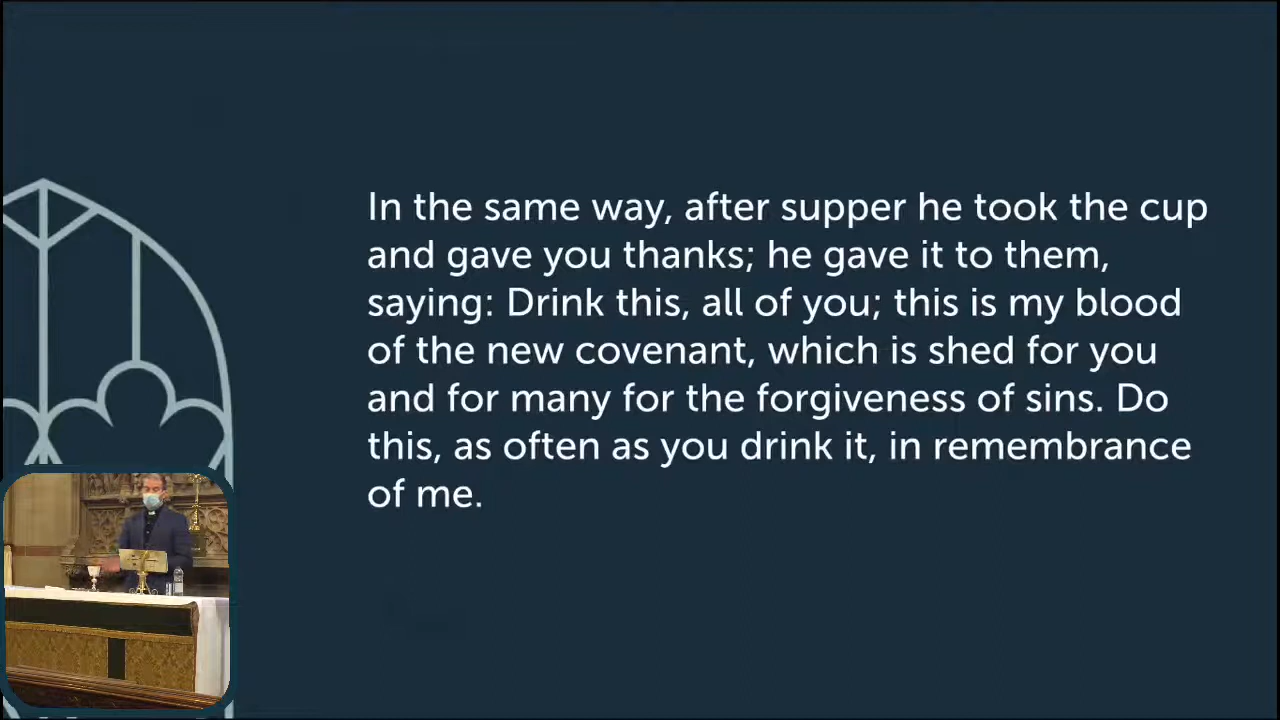 In the same way, after supper he took the cup
and gave you thanks; he gave it to them,
saying: Drink this, all of you; this is my blood
of the new covenant, which is shed for you
and for many for the forgiveness of sins. Do
this, as often as you drink it, in remembrance
of me.